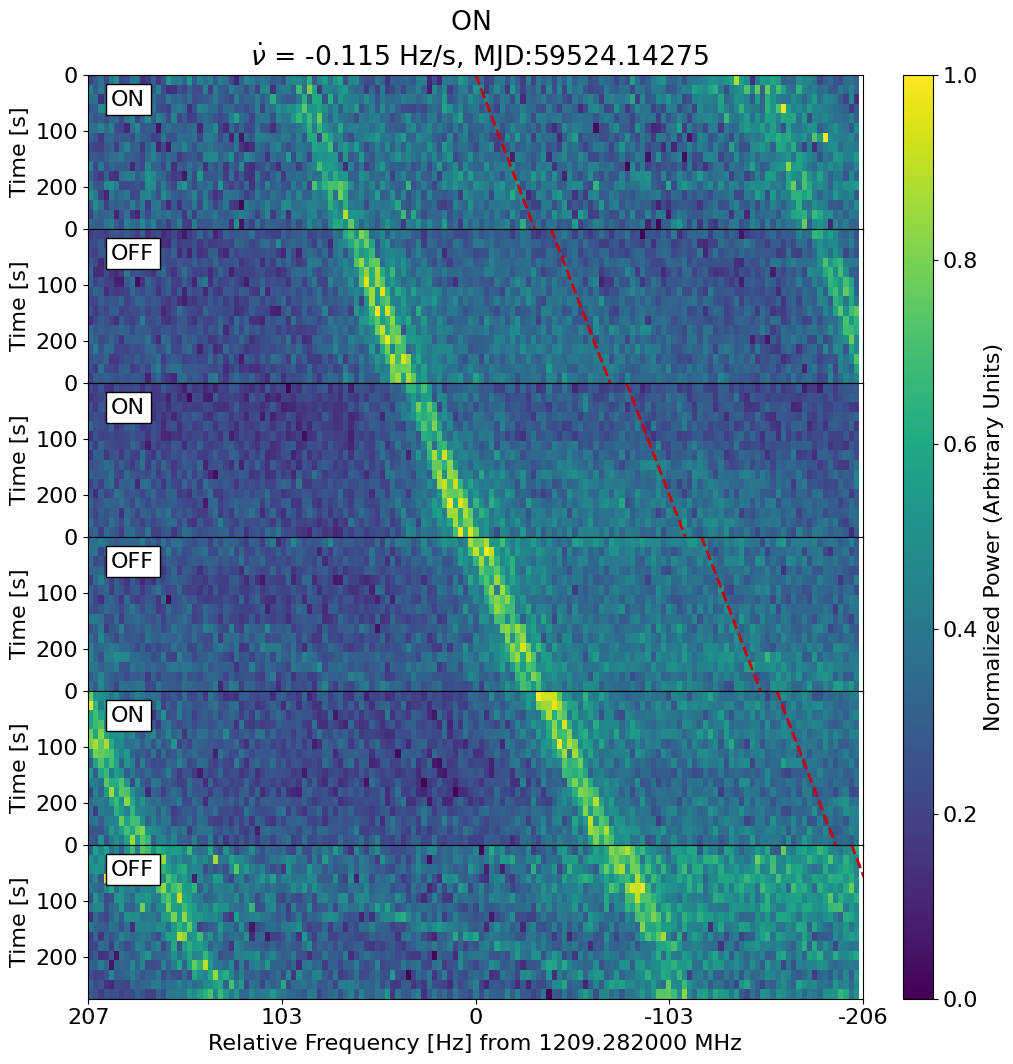 ON
ν̇ = -0.115 Hz/s, MJD:59524.14275
0
ON
Time [s]
100
200
0
OFF
Time [s]
100
200
0
ON
Time [s]
100
200
0
OFF
Time [s]
100
200
0
ON
Time [s]
100
200
0
OFF
Time [s]
100
200
207 103 0 -103 -206
Relative Frequency [Hz] from 1209.282000 MHz
1.0
0.8
0.6
0.4
0.2
0.0
Normalized Power (Arbitrary Units)